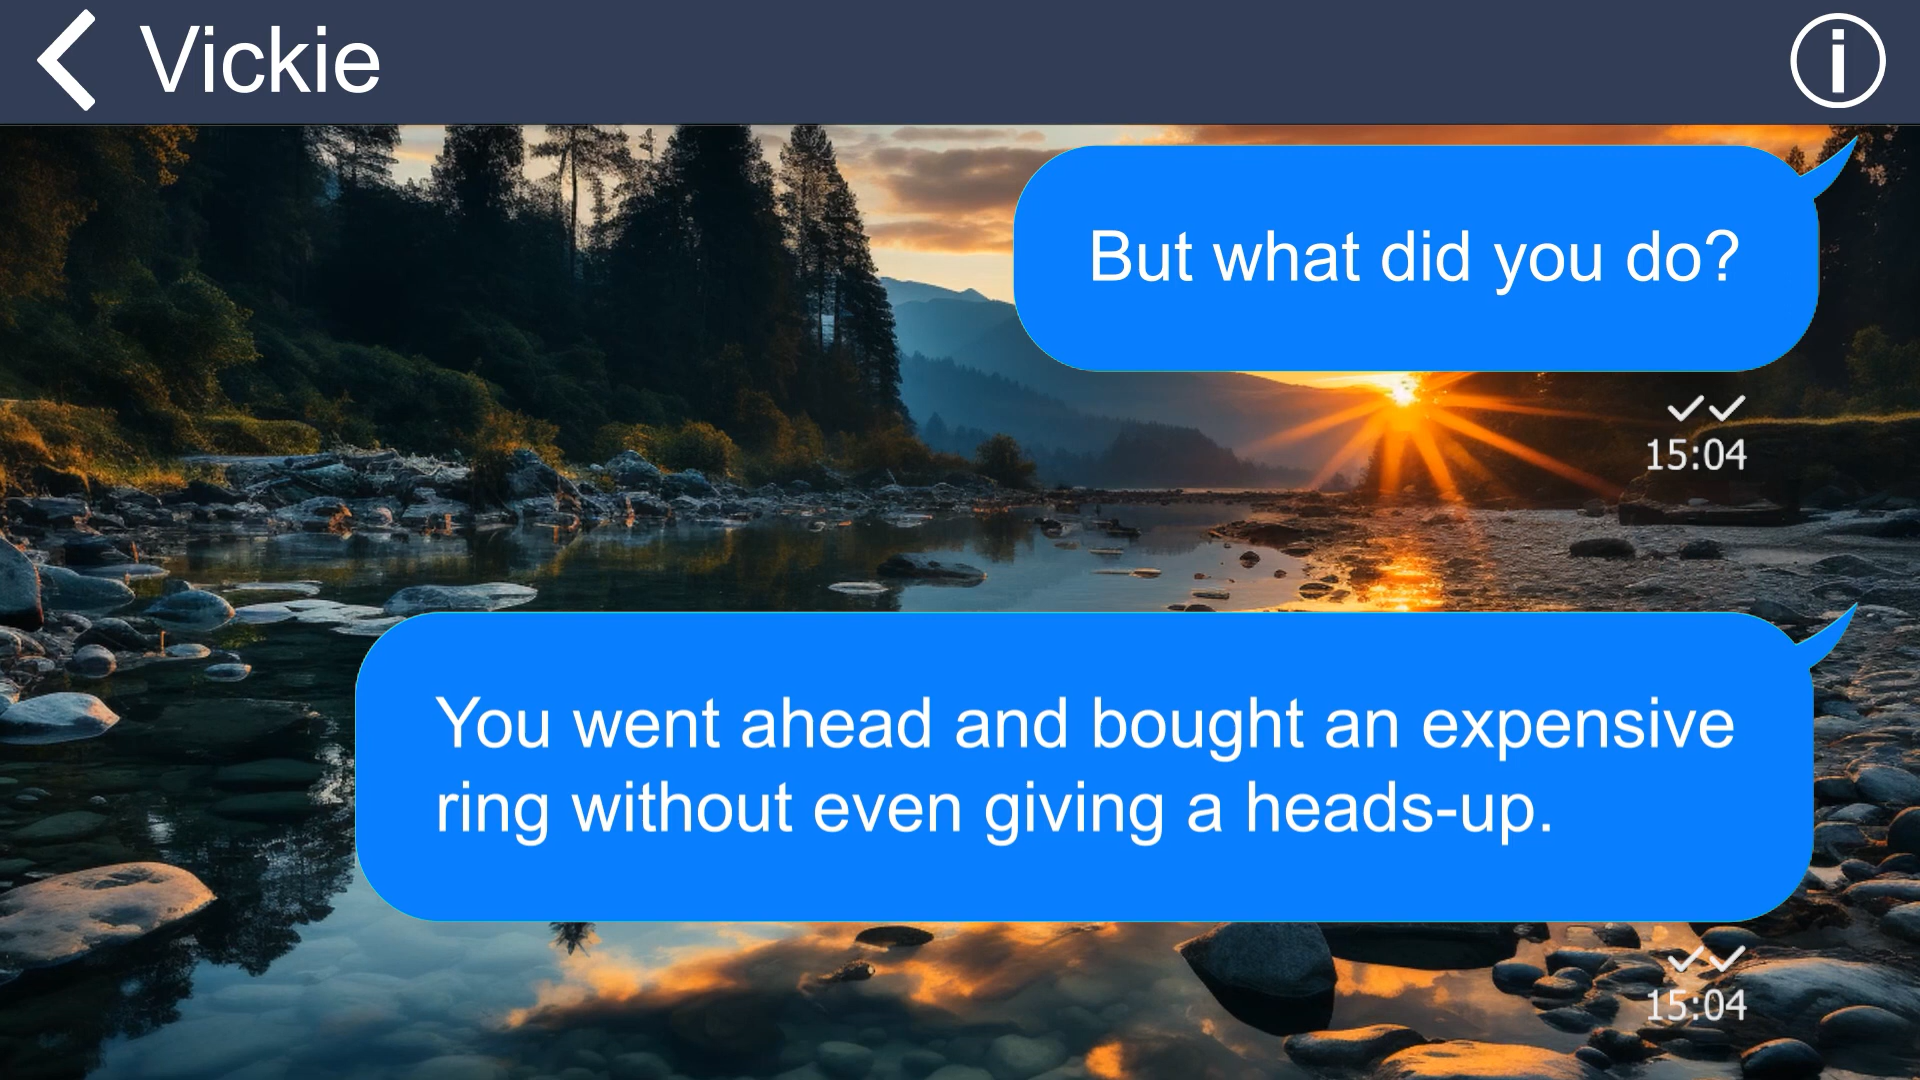 Vickie
But what did you do?
15:04
You went ahead and bought an expensive
ring without even giving a heads-up.
15:04